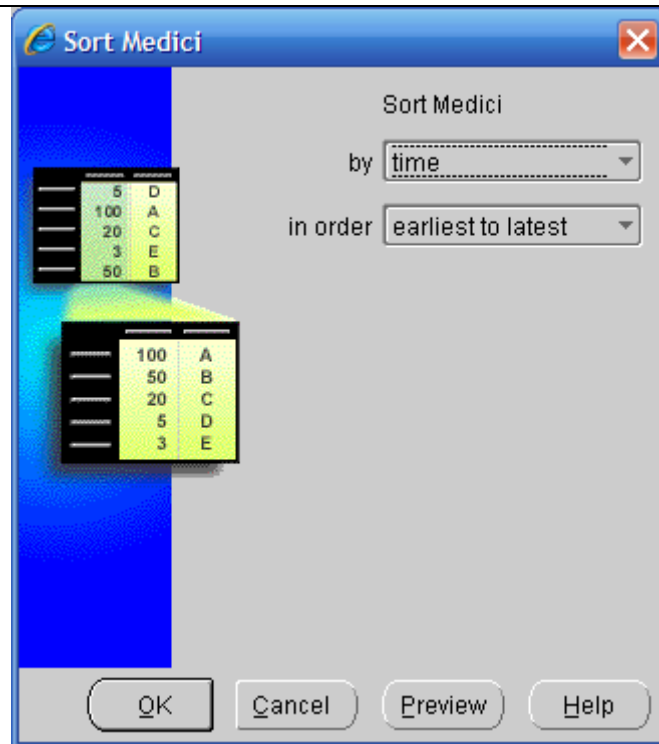 Sort Medici
Sort Medici
by time
in order earliest to latest
5 D
100 A
20 C
3 E
50 B
100 A
50 B
20 C
5 D
3 E
OK Cancel Preview Help